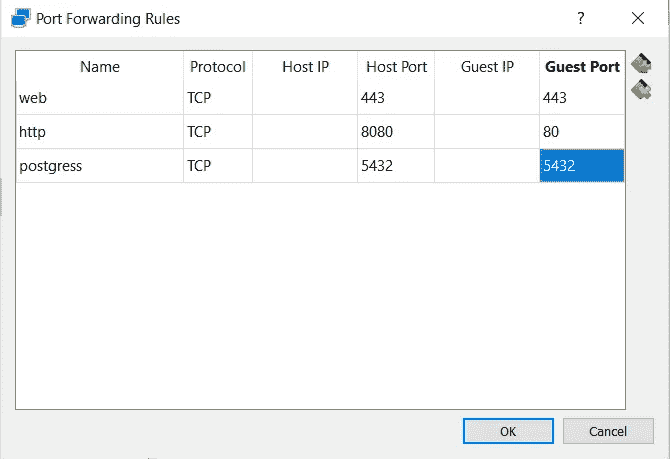 Port Forwarding Rules
? 
Name Protocol Host IP Host Port Guest IP Guest Port
web TCP 443 443
http TCP 8080 80
postgress TCP 5432 5432
OK Cancel